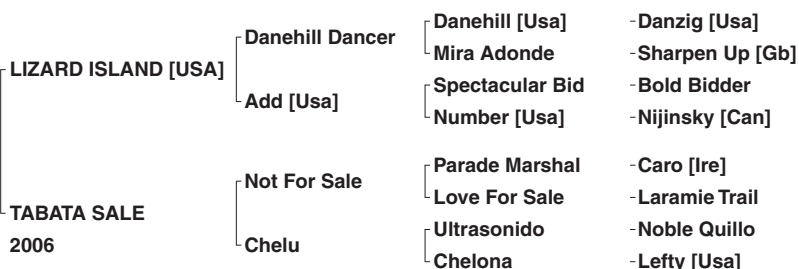 Danehill [Usa] -Danzig [Usa]
Danehill Dancer
Mira Adonde -Sharpen Up [Gb]
LIZARD ISLAND [USA]
Spectacular Bid -Bold Bidder
Add [Usa]
Number [Usa] -Nijinsky [Can]
Parade Marshal -Caro [Ire]
Not For Sale
Love For Sale -Laramie Trail
TABATA SALE
Ultrasonido -Noble Quillo
2006 Chelu
Chelona -Lefty [Usa]